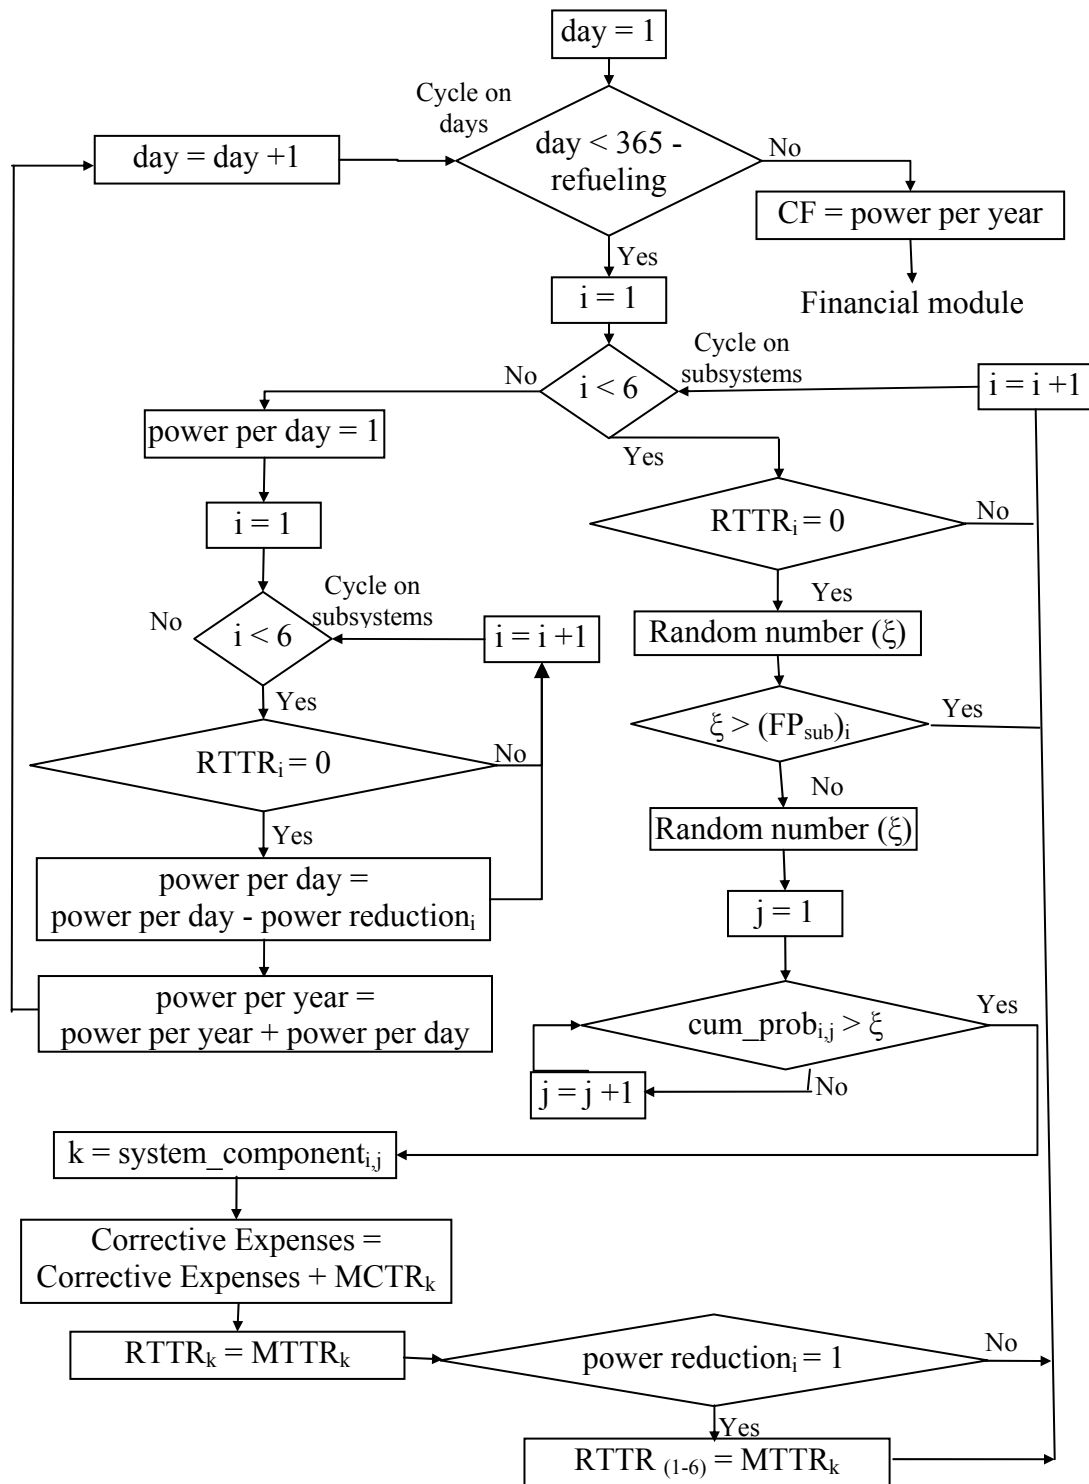 day = 1
Cycle on
days
day = day +1
day < 365 -
refueling
No
CF = power per year
Yes
i = 1
Financial module
Cycle on
subsystems
No
i < 6
i = i +1
power per day = 1
Yes
i = 1
RTTRi = 0
No
Yes
Cycle on
subsystems
No
i < 6
i = i +1
Random number (ξ)
Yes
ξ > (FPsub)i
Yes
RTTRi = 0
No
No
Random number (ξ)
Yes
power per day =
power per day - power reductioni
j = 1
power per year =
power per year + power per day
Yes
cum_probi,j > ξ
j = j +1
No
k = system_componenti,j
Corrective Expenses =
Corrective Expenses + MCTRk
RTTRk = MTTRk
power reductioni = 1
No
Yes
RTTR (1-6) = MTTRk